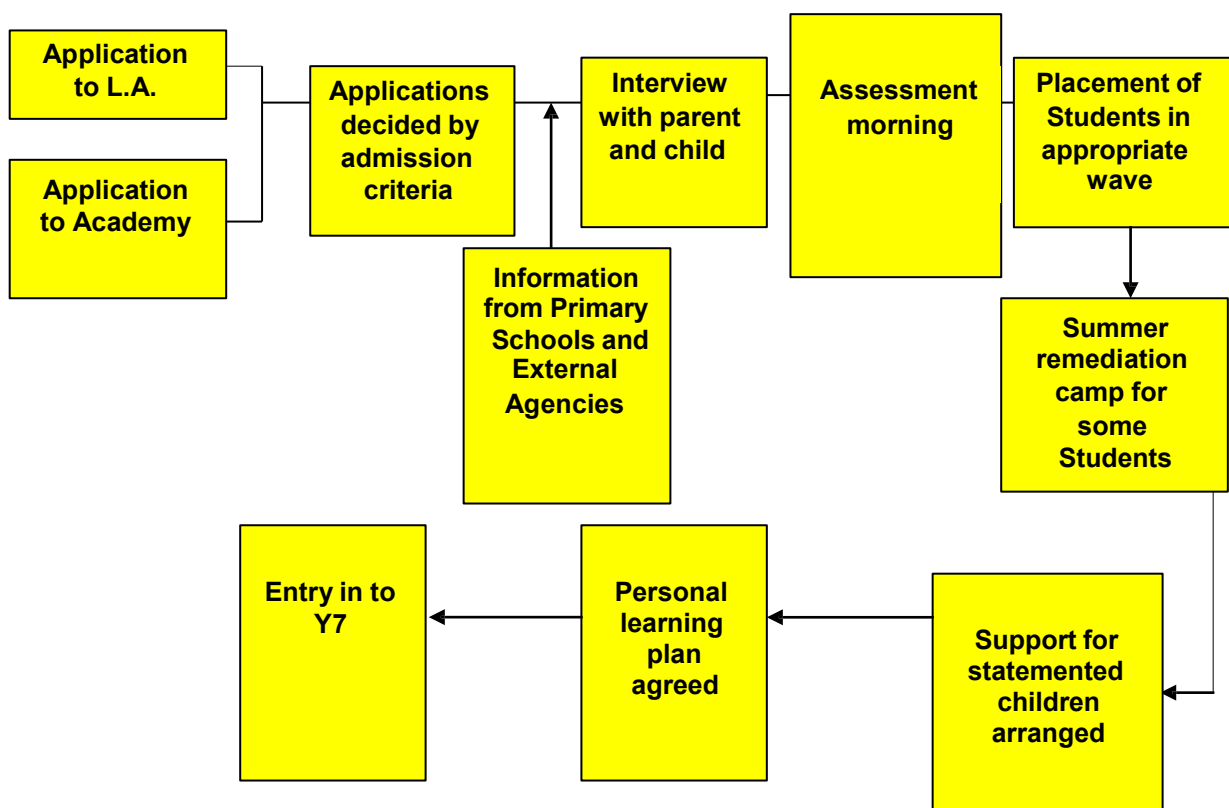 Application
to L.A.
Application
to Academy
Applications
decided by
admission
criteria
Information
from Primary
Schools and
External
Agencies
Interview
with parent
and child
Assessment
morning
Placement of
Students in
appropriate
wave
Summer
remediation
camp for
some
Students
Support for
statemented
children
arranged
Personal
learning
plan
agreed
Entry in to
Y7